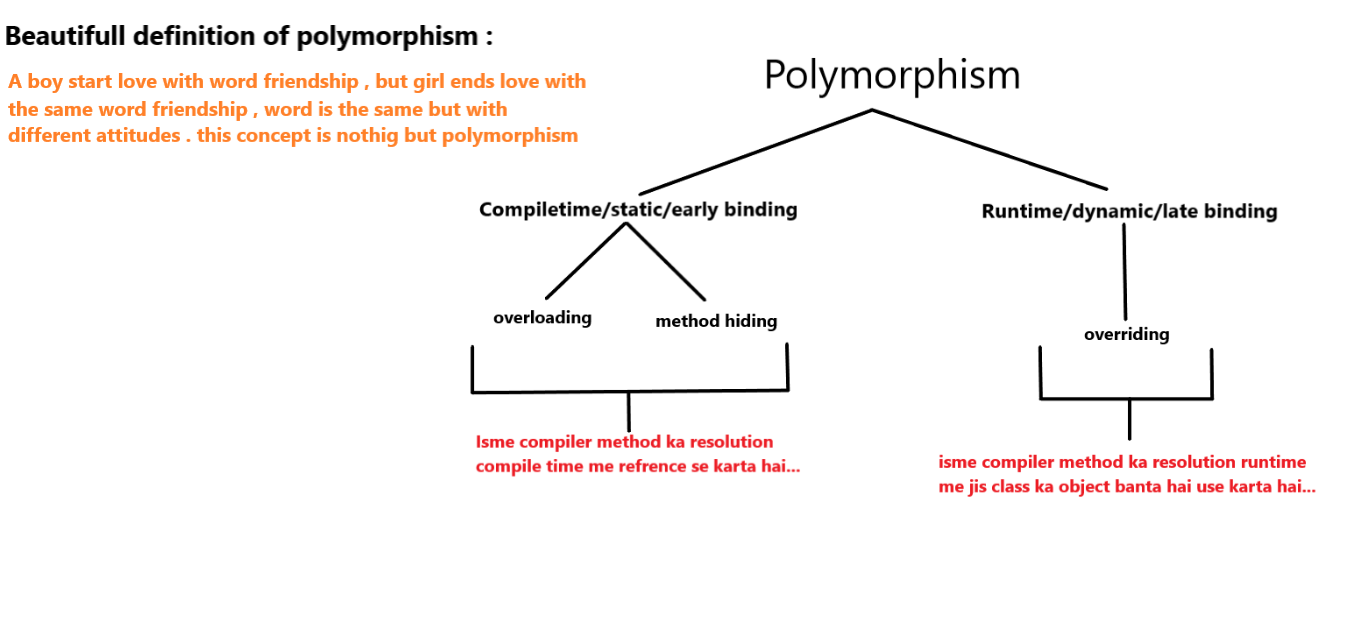 Beautifull definition of polymorphism :
A boy start love with word friendship , but girl ends love with
the same word friendship , word is the same but with
different attitudes . this concept is nothig but polymorphism
Polymorphism
Compiletime/static/early binding
Runtime/dynamic/late binding
overloading
method hiding
overriding
Isme compiler method ka resolution
compile time me refrence se karta hai...
isme compiler method ka resolution runtime
me jis class ka object banta hai use karta hai...